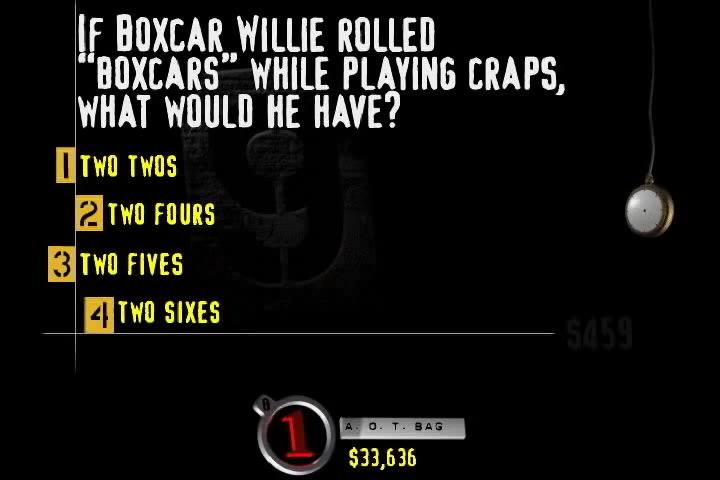 IF BOXCAR WILLIE ROLLED
"BOXCARS" WHILE PLAYING CRAPS,
WHAT WOULD HE HAVE?
1 TWO TWOS
2 TWO FOURS
3 TWO FIVES
4 TWO SIXES
$459
1 A. O. T. BAG
$33,636